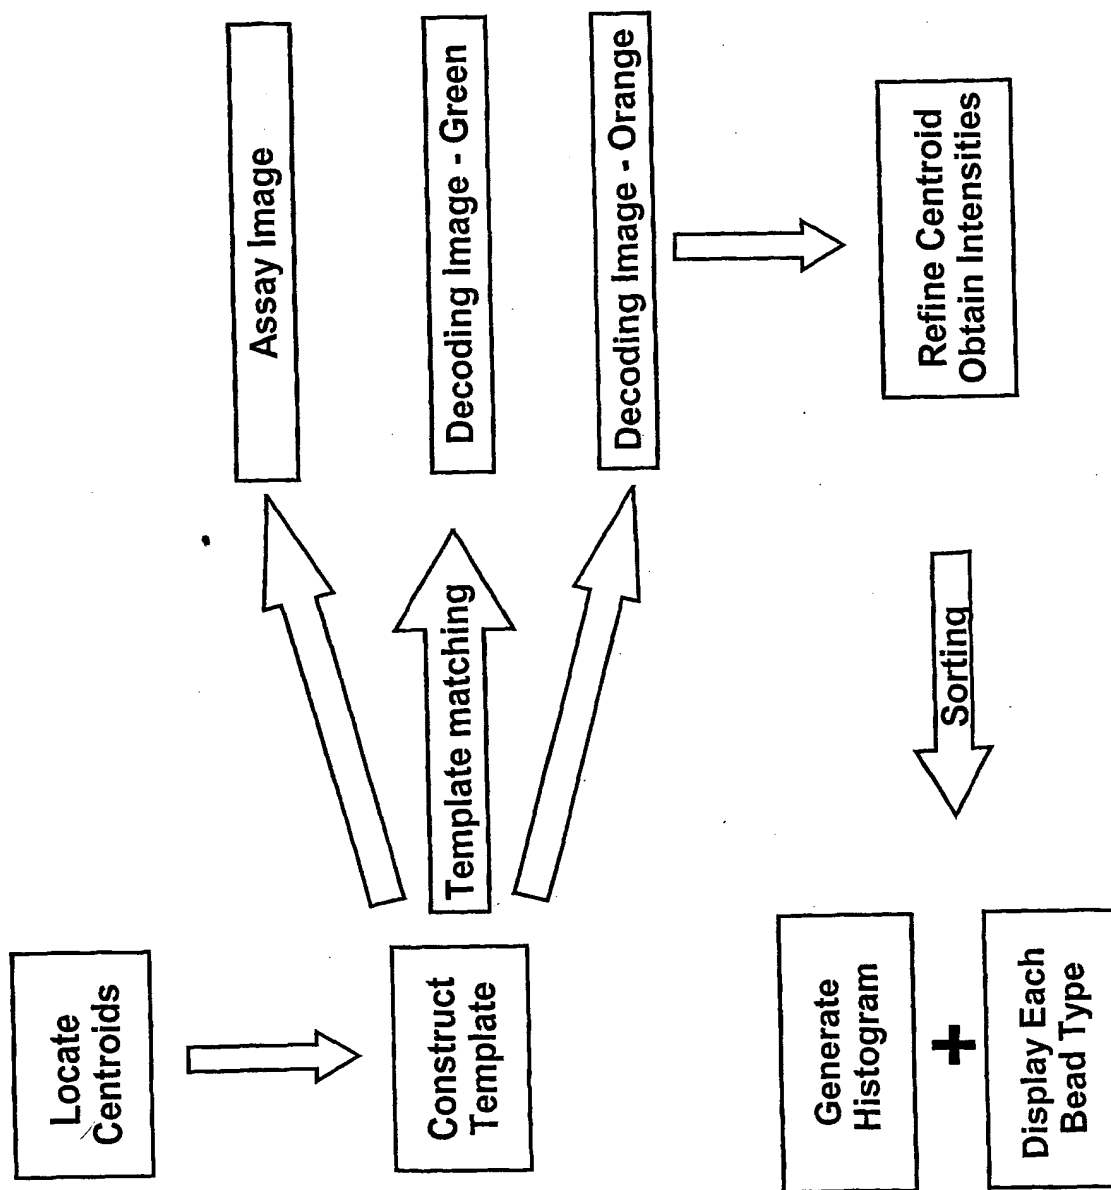 Locate
Centroids
Construct
Template
Template matching
Assay Image
Decoding Image - Green
Decoding Image - Orange
Refine Centroid
Obtain Intensities
Sorting
Generate
Histogram
+
Display Each
Bead Type